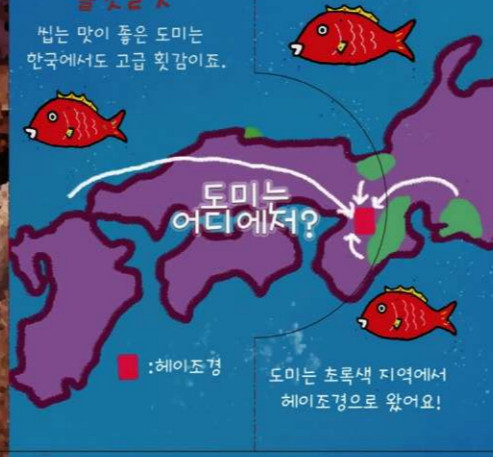 씹는 맛이 좋은 도미는
한국에서도 고급 횟감이죠.
도미는
어디에저?
:헤이조경
도미는 초록색 지역에서
헤이조경으로 왔어요!